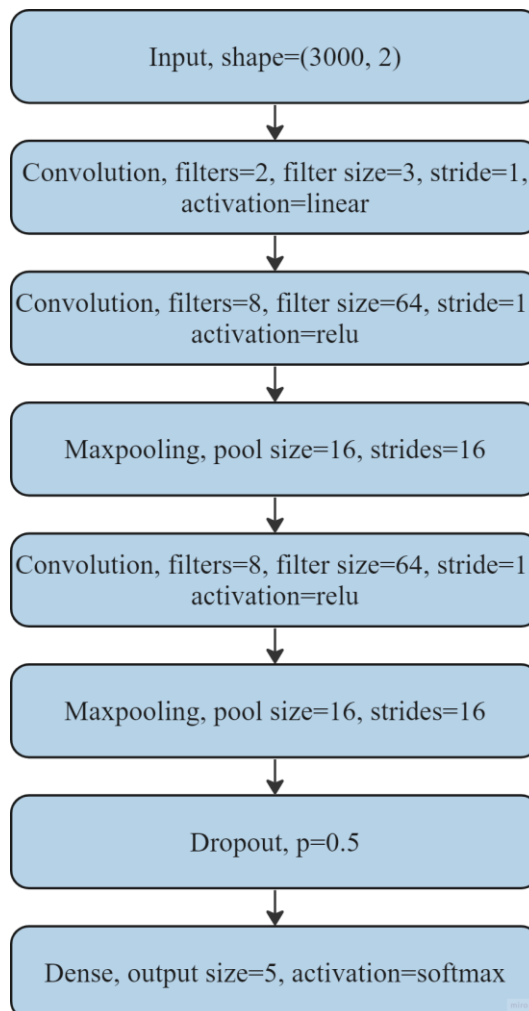 Input, shape=(3000, 2)
Convolution, filters=2, filter size=3, stride=1,
activation=linear
Convolution, filters=8, filter size=64, stride=1
activation=relu
Maxpooling, pool size=16, strides=16
Convolution, filters=8, filter size=64, stride=1
activation=relu
Maxpooling, pool size=16, strides=16
Dropout, p=0.5
Dense, output size=5, activation=softmax
miro